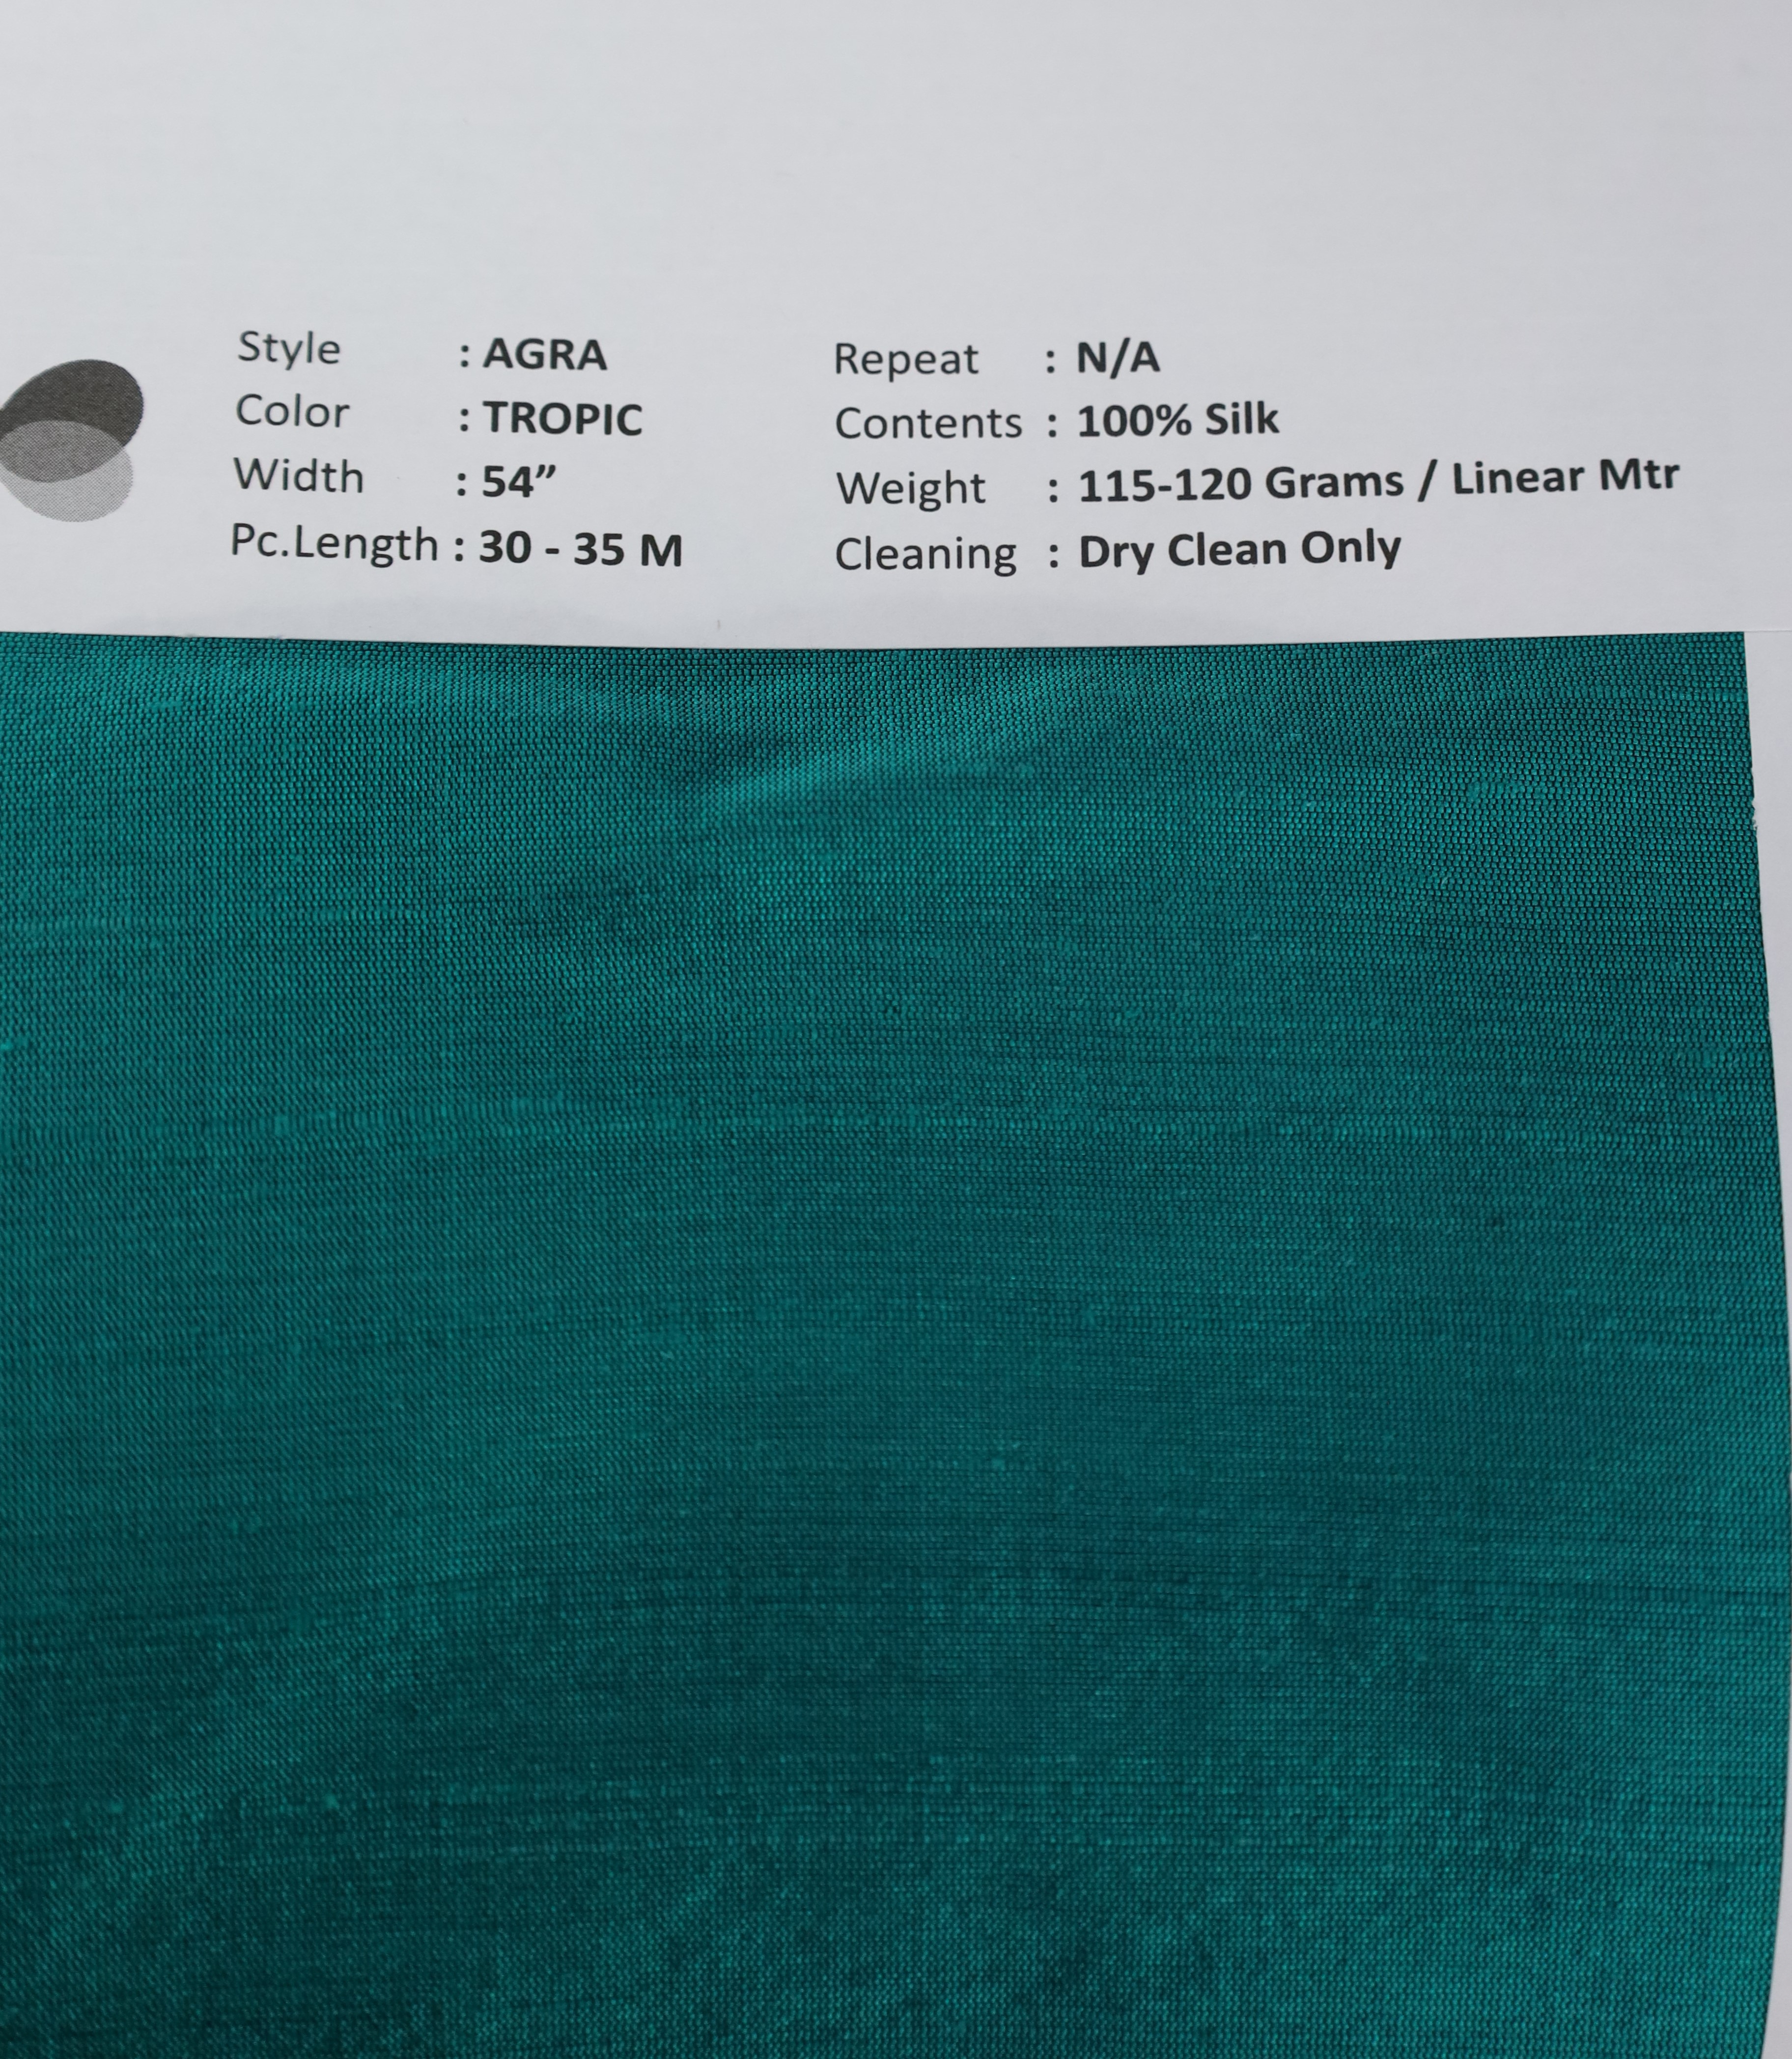 Style : AGRA
Color : TROPIC
Width : 54”
Pc.Length : 30 - 35 M
Repeat : N/A
Contents : 100% Silk
Weight : 115-120 Grams / Linear Mtr
Cleaning : Dry Clean Only